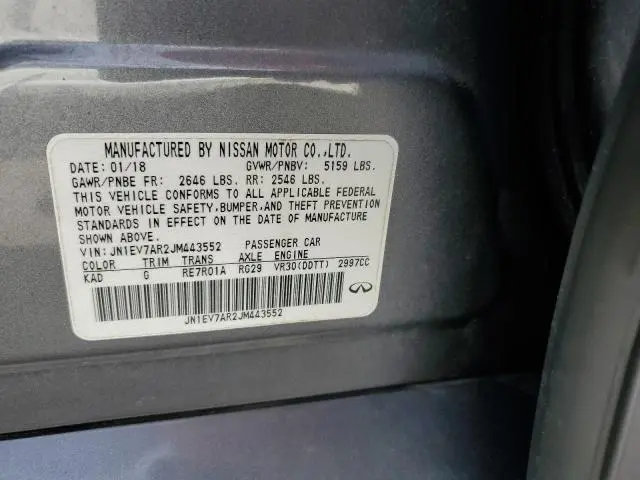 MANUFACTURED BY NISSAN MOTOR CO.,LTD.
DATE: 01/18 GVWR/PNBV: 5159 LBS.
GAWR/PNBE FR: 2646 LBS. RR: 2546 LBS.
THIS VEHICLE CONFORMS TO ALL APPLICABLE FEDERAL
MOTOR VEHICLE SAFETY, BUMPER, AND THEFT PREVENTION
STANDARDS IN EFFECT ON THE DATE OF MANUFACTURE
SHOWN ABOVE.
VIN: JN1EV7AR2JM443552 PASSENGER CAR
COLOR TRIM TRANS AXLE ENGINE
KAD G RE7R01A RG29 VR30(DDTT) 2997CC
JN1EV7AR2JM443552